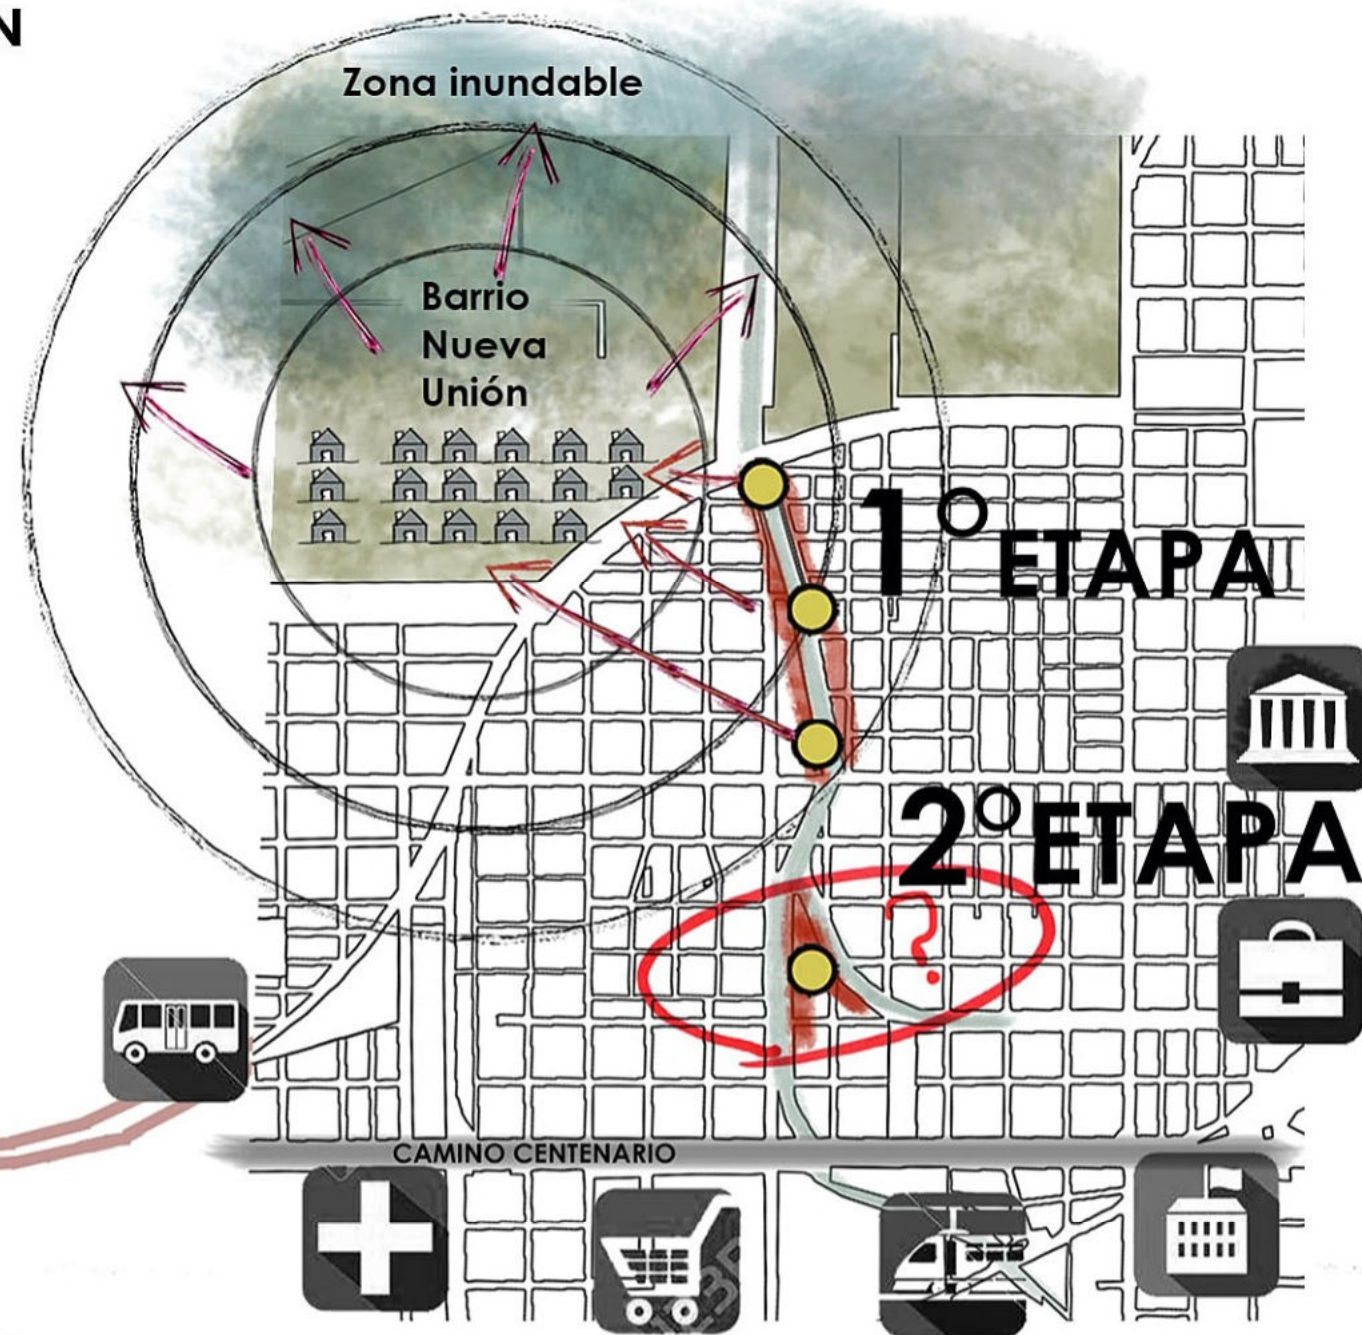 N
Zona inundable
Barrio
Nueva
Unión
1° ETAPA
2° ETAPA
?
CAMINO CENTENARIO